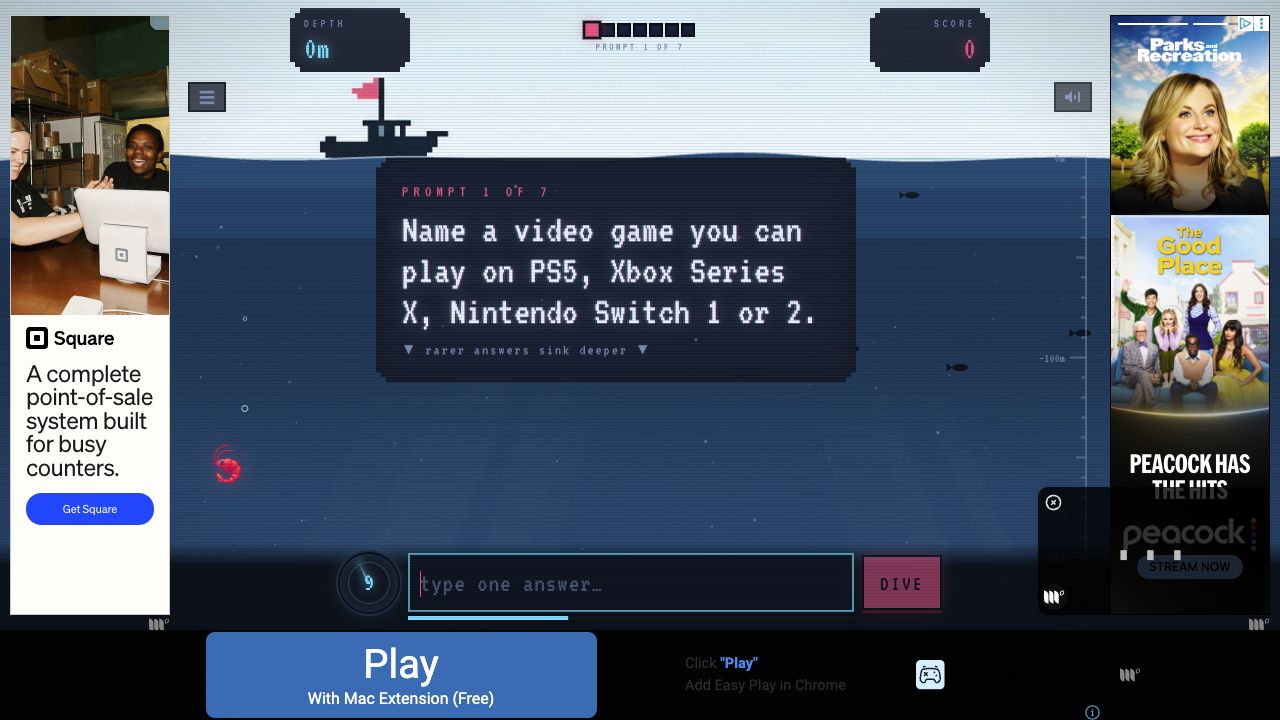 DEPTH
0m
PROMPT 1 OF 7
SCORE
0
0m
PROMPT 1 OF 7
Name a video game you can
play on PS5, Xbox Series
X, Nintendo Switch 1 or 2.
▼ rarer answers sink deeper ▼
-100m
9
type one answer…
DIVE
Square
A complete
point-of-sale
system built
for busy
counters.
Get Square
Parks and
Recreation
The
Good
Place
PEACOCK HAS
THE HITS
peacock
STREAM NOW
Play
With Mac Extension (Free)
Click "Play"
Add Easy Play in Chrome